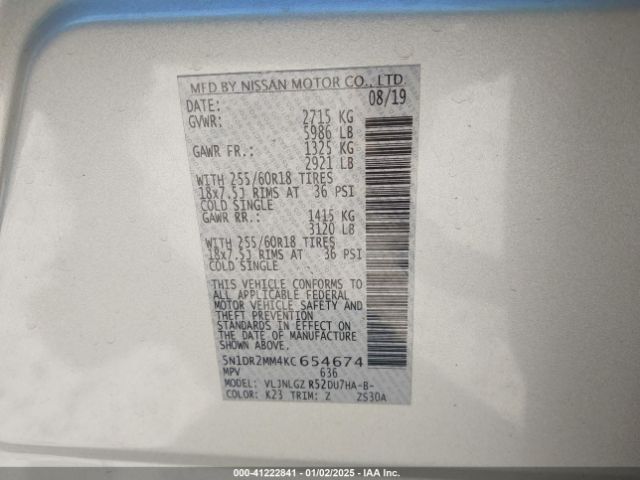 MFD BY NISSAN MOTOR CO., LTD.
DATE: 08/19
GVWR: 2715 KG
5986 LB
GAWR FR.: 1325 KG
2921 LB
WITH 255/60R18 TIRES
18x7.5J RIMS AT 36 PSI
COLD SINGLE
GAWR RR.: 1415 KG
3120 LB
WITH 255/60R18 TIRES
18x7.5J RIMS AT 36 PSI
COLD SINGLE
THIS VEHICLE CONFORMS TO
ALL APPLICABLE FEDERAL
MOTOR VEHICLE SAFETY AND
THEFT PREVENTION
STANDARDS IN EFFECT ON
THE DATE OF MANUFACTURE
SHOWN ABOVE.
5N1DR2MM4KC654674
MPV 636
MODEL: VLJNLGZ R52DU7HA-B-
COLOR: K23 TRIM: Z ZS30A
000-41222841 - 01/02/2025 - IAA Inc.